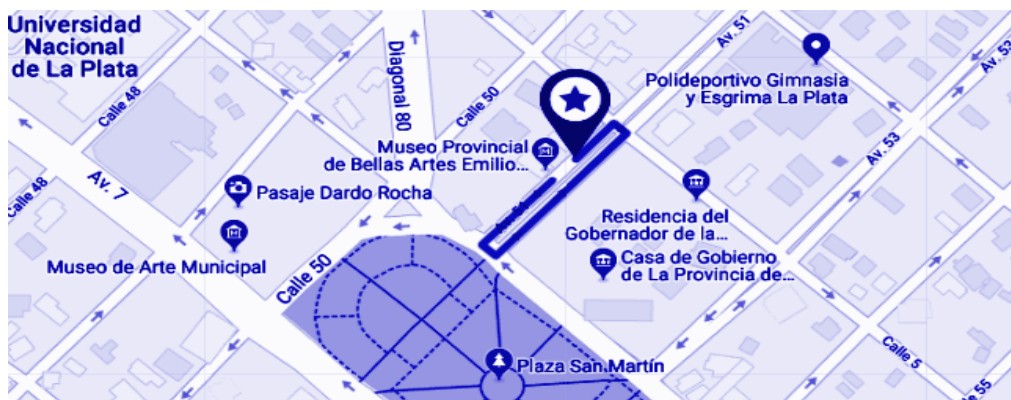 Universidad
Nacional
de La Plata
Calle 48
Diagonal 80
Calle 50
Av. 51
Av. 53
Polideportivo Gimnasia
y Esgrima La Plata
Museo Provincial
de Bellas Artes Emilio...
Av. 53
Calle 48
Av. 7
Pasaje Dardo Rocha
Museo de Arte Municipal
Residencia del
Gobernador de la...
Casa de Gobierno
de La Provincia de...
Calle 50
Plaza San Martín
Calle 5
Calle 55